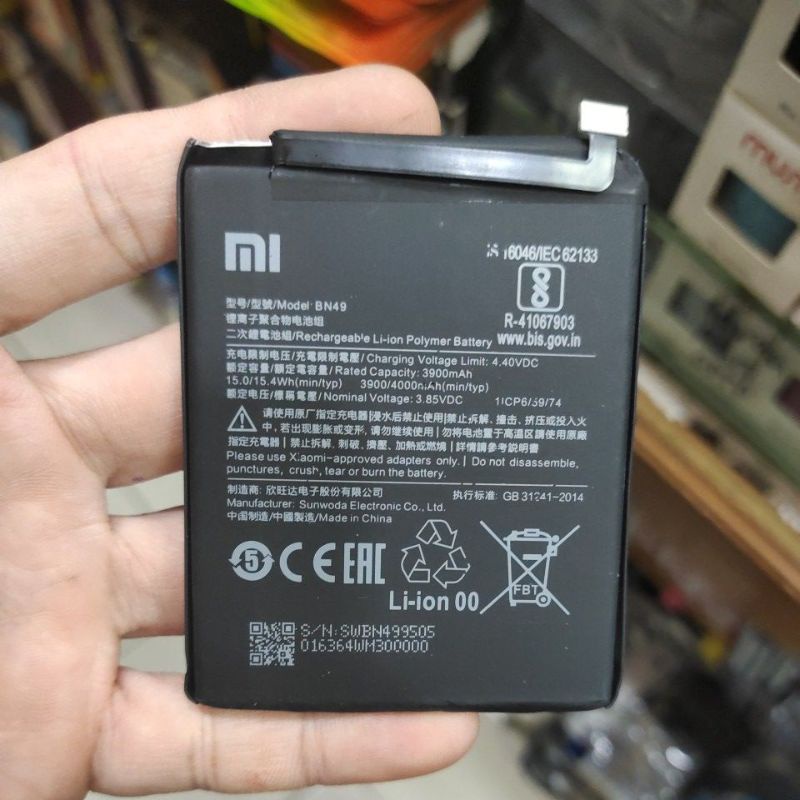 mi
IS 16046/IEC 62133
R-41067903
www.bis.gov.in
型号/型號/Model: BN49
锂离子聚合物电池组
二次鋰電池組/Rechargeable Li-ion Polymer Battery
充电限制电压/充電限制電壓/Charging Voltage Limit: 4.40VDC
额定容量/額定容量/Rated Capacity: 3900mAh
15.0/15.4Wh(min/typ) 3900/4000mAh(min/typ)
额定电压/標稱電壓/Nominal Voltage: 3.85VDC 1ICP6/59/74
请使用原厂指定充电器|浸水后禁止使用|禁止拆解、撞击、挤压或投入火
中, 若出现膨胀或变形, 请勿继续使用|勿将电池置于高温区請使用原廠
指定充電器|禁止拆解、刺破、擠壓、加熱或燃燒|詳情請參閱說明書
Please use Xiaomi-approved adapters only. | Do not disassemble,
punctures, crush, tear or burn the battery.
制造商: 欣旺达电子股份有限公司 执行标准: GB 31241-2014
Manufacturer: Sunwoda Electronic Co., Ltd.
中国制造/中國製造/Made in China
5 CE EAC
FBT
Li-ion 00
S/N: SWBN499505
016364WM300000